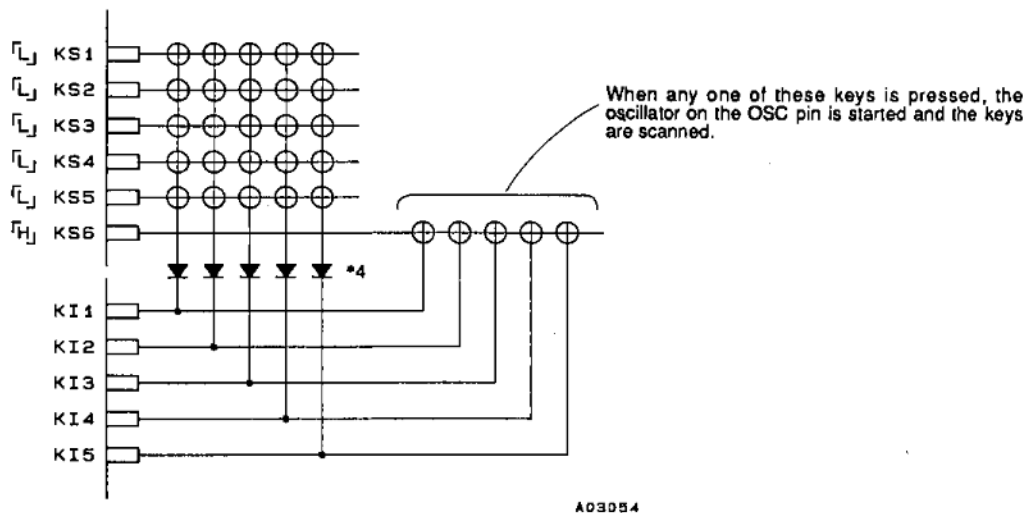 「L」 KS1
「L」 KS2
「L」 KS3
「L」 KS4
「L」 KS5
「H」 KS6
When any one of these keys is pressed, the
oscillator on the OSC pin is started and the keys
are scanned.
*4
KI1
KI2
KI3
KI4
KI5
A03054